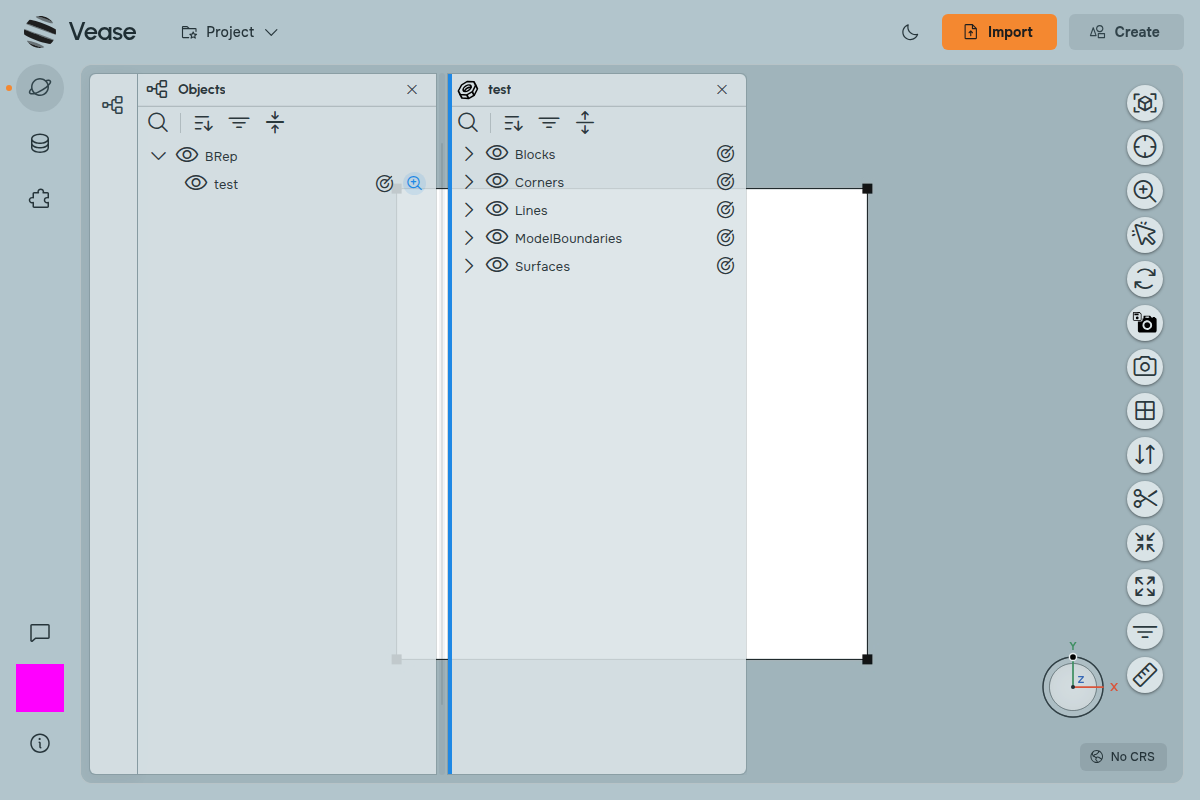 Vease
Project
Import
Create
Objects
test
BRep
test
Blocks
Corners
Lines
ModelBoundaries
Surfaces
Y
Z
X
No CRS